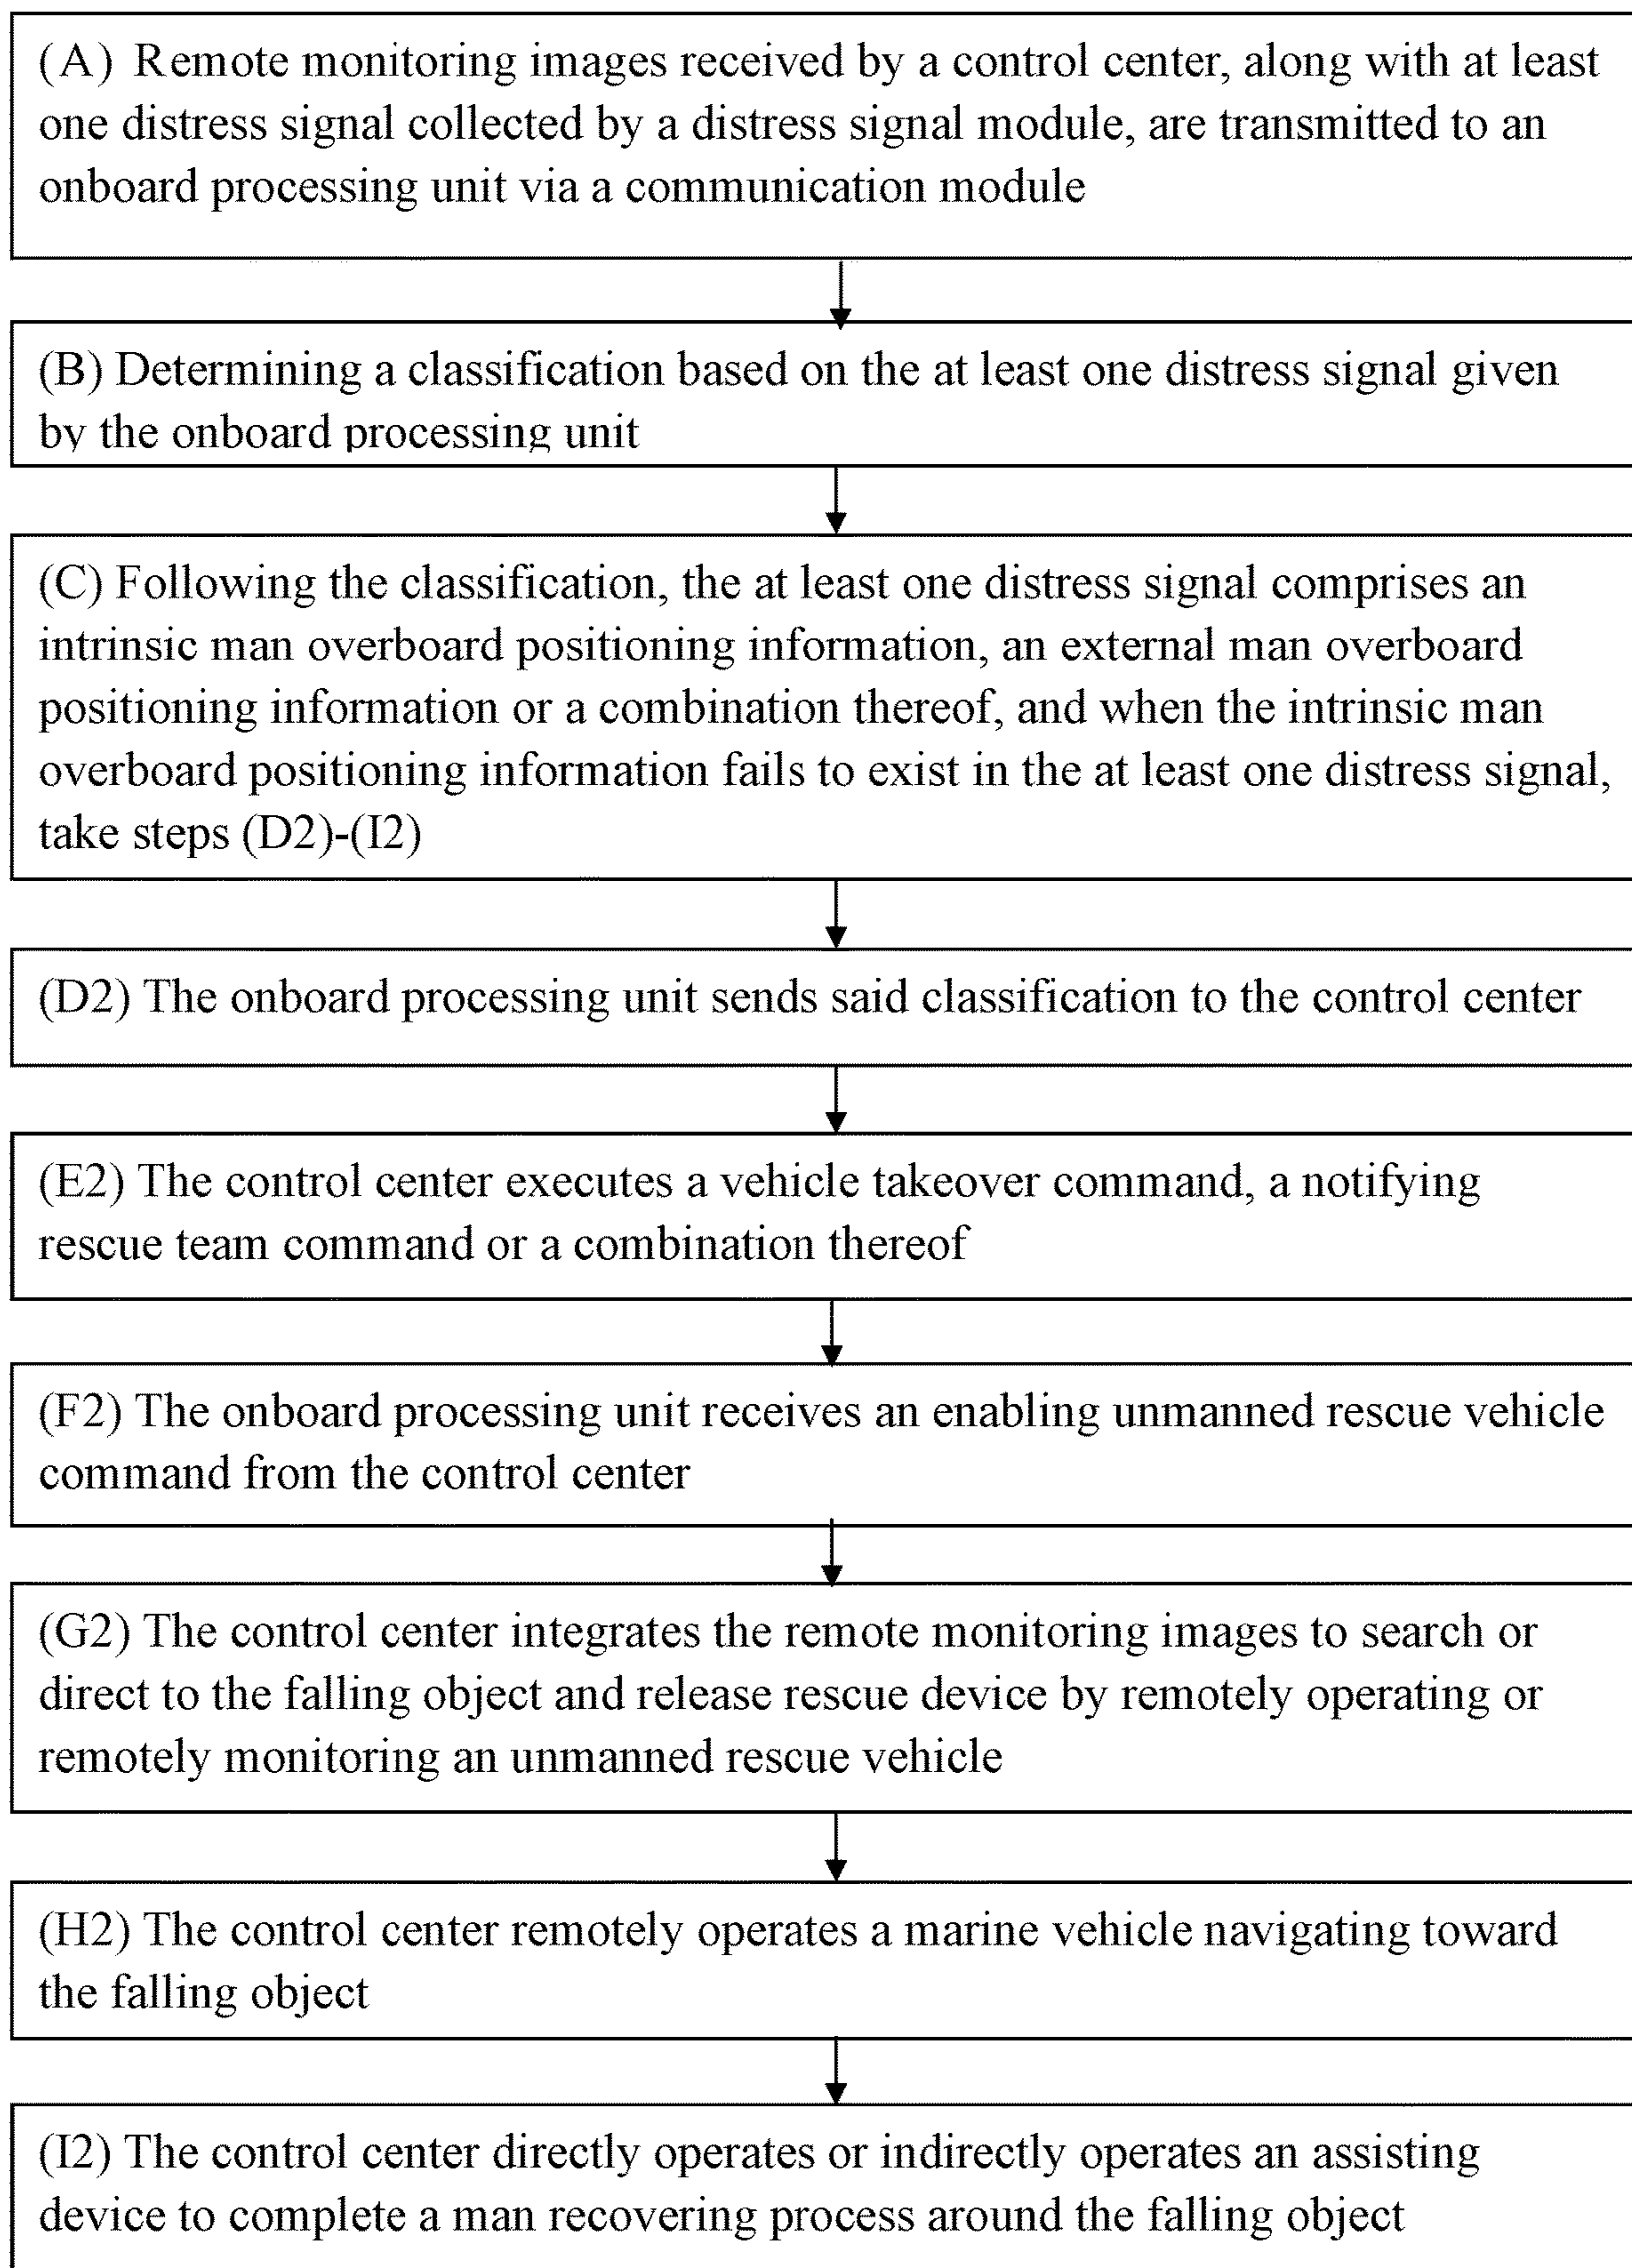 (A) Remote monitoring images received by a control center, along with at least
one distress signal collected by a distress signal module, are transmitted to an
onboard processing unit via a communication module
(B) Determining a classification based on the at least one distress signal given
by the onboard processing unit
(C) Following the classification, the at least one distress signal comprises an
intrinsic man overboard positioning information, an external man overboard
positioning information or a combination thereof, and when the intrinsic man
overboard positioning information fails to exist in the at least one distress signal,
take steps (D2)-(I2)
(D2) The onboard processing unit sends said classification to the control center
(E2) The control center executes a vehicle takeover command, a notifying
rescue team command or a combination thereof
(F2) The onboard processing unit receives an enabling unmanned rescue vehicle
command from the control center
(G2) The control center integrates the remote monitoring images to search or
direct to the falling object and release rescue device by remotely operating or
remotely monitoring an unmanned rescue vehicle
(H2) The control center remotely operates a marine vehicle navigating toward
the falling object
(I2) The control center directly operates or indirectly operates an assisting
device to complete a man recovering process around the falling object